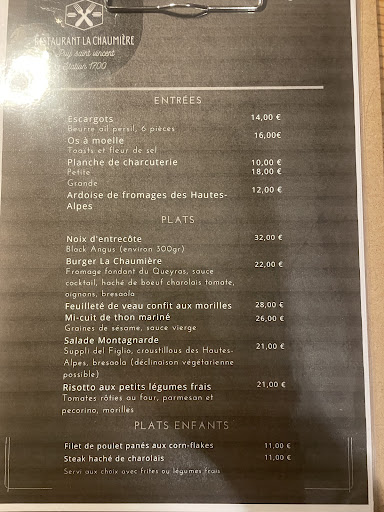 RESTAURANT LA CHAUMIÈRE
Puy saint vincent
Station 1700
ENTRÉES
Escargots 14,00 €
Beurre ail persil, 6 pièces
Os à moelle 16,00€
Toasts et fleur de sel
Planche de charcuterie 10,00 €
Petite 18,00 €
Grande
Ardoise de fromages des Hautes- 12,00 €
Alpes
PLATS
Noix d'entrecôte 32,00 €
Black Angus (environ 300gr)
Burger La Chaumière 22,00 €
Fromage fondant du Queyras, sauce
cocktail, haché de boeuf charolais tomate,
oignons, bresaola
Feuilleté de veau confit aux morilles 28,00 €
Mi-cuit de thon mariné 26,00 €
Graines de sésame, sauce vierge
Salade Montagnarde 21,00 €
Suppli del Figlio, croustillous des Hautes-
Alpes, bresaola (déclinaison végétarienne
possible)
Risotto aux petits légumes frais 21,00 €
Tomates rôties au four, parmesan et
pecorino, morilles
PLATS ENFANTS
Filet de poulet panés aux corn-flakes 11,00 €
Steak haché de charolais 11,00 €
Servi aux choix avec frites ou légumes frais